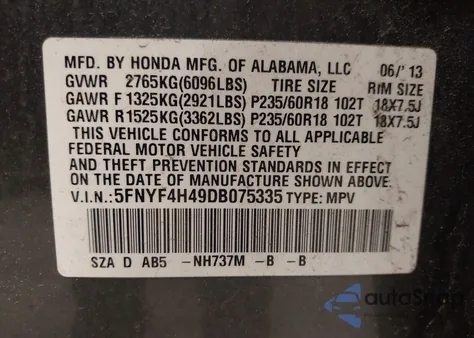 MFD. BY HONDA MFG. OF ALABAMA, LLC 06/'13
GVWR 2765KG(6096LBS) TIRE SIZE RIM SIZE
GAWR F 1325KG(2921LBS) P235/60R18 102T 18X7.5J
GAWR R 1525KG(3362LBS) P235/60R18 102T 18X7.5J
THIS VEHICLE CONFORMS TO ALL APPLICABLE
FEDERAL MOTOR VEHICLE SAFETY
AND THEFT PREVENTION STANDARDS IN EFFECT
ON THE DATE OF MANUFACTURE SHOWN ABOVE.
V.I.N.: 5FNYF4H49DB075335 TYPE: MPV
SZA D AB5 -NH737M -B -B
autoSnap